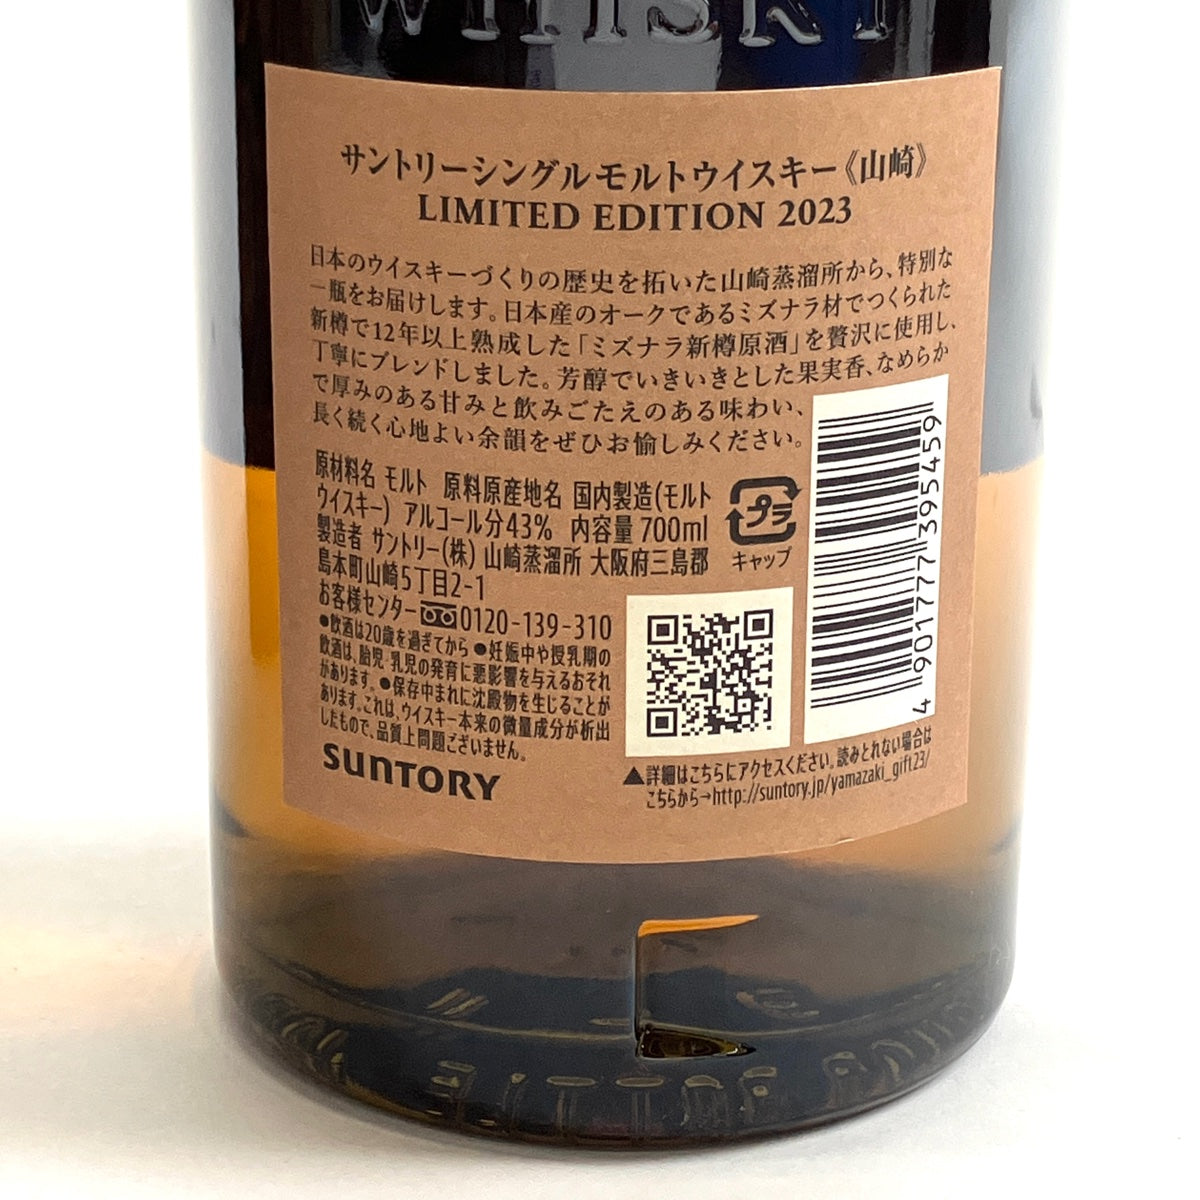 WHISKY
サントリーシングルモルトウイスキー《山崎》
LIMITED EDITION 2023
日本のウイスキーづくりの歴史を拓いた山崎蒸溜所から、特別な
一瓶をお届けします。日本産のオークであるミズナラ材でつくられた
新樽で12年以上熟成した「ミズナラ新樽原酒」を贅沢に使用し、
丁寧にブレンドしました。芳醇でいきいきとした果実香、なめらか
で厚みのある甘みと飲みごたえのある味わい、
長く続く心地よい余韻をぜひお愉しみください。
原材料名 モルト 原料原産地名 国内製造(モルト
ウイスキー) アルコール分43% 内容量 700ml
製造者 サントリー(株) 山崎蒸溜所 大阪府三島郡
島本町山崎5丁目2-1
お客様センター 0120-139-310
●飲酒は20歳を過ぎてから ●妊娠中や授乳期の
飲酒は、胎児・乳児の発育に悪影響を与えるおそれ
があります。●保存中まれに沈殿物を生じることが
あります。これは、ウイスキー本来の微量成分が析出
したもので、品質上問題ございません。
SUNTORY
プラ
キャップ
4 901777 395459
▲詳細はこちらにアクセスください。読みとれない場合は
こちらから→http://suntory.jp/yamazaki_gift23/